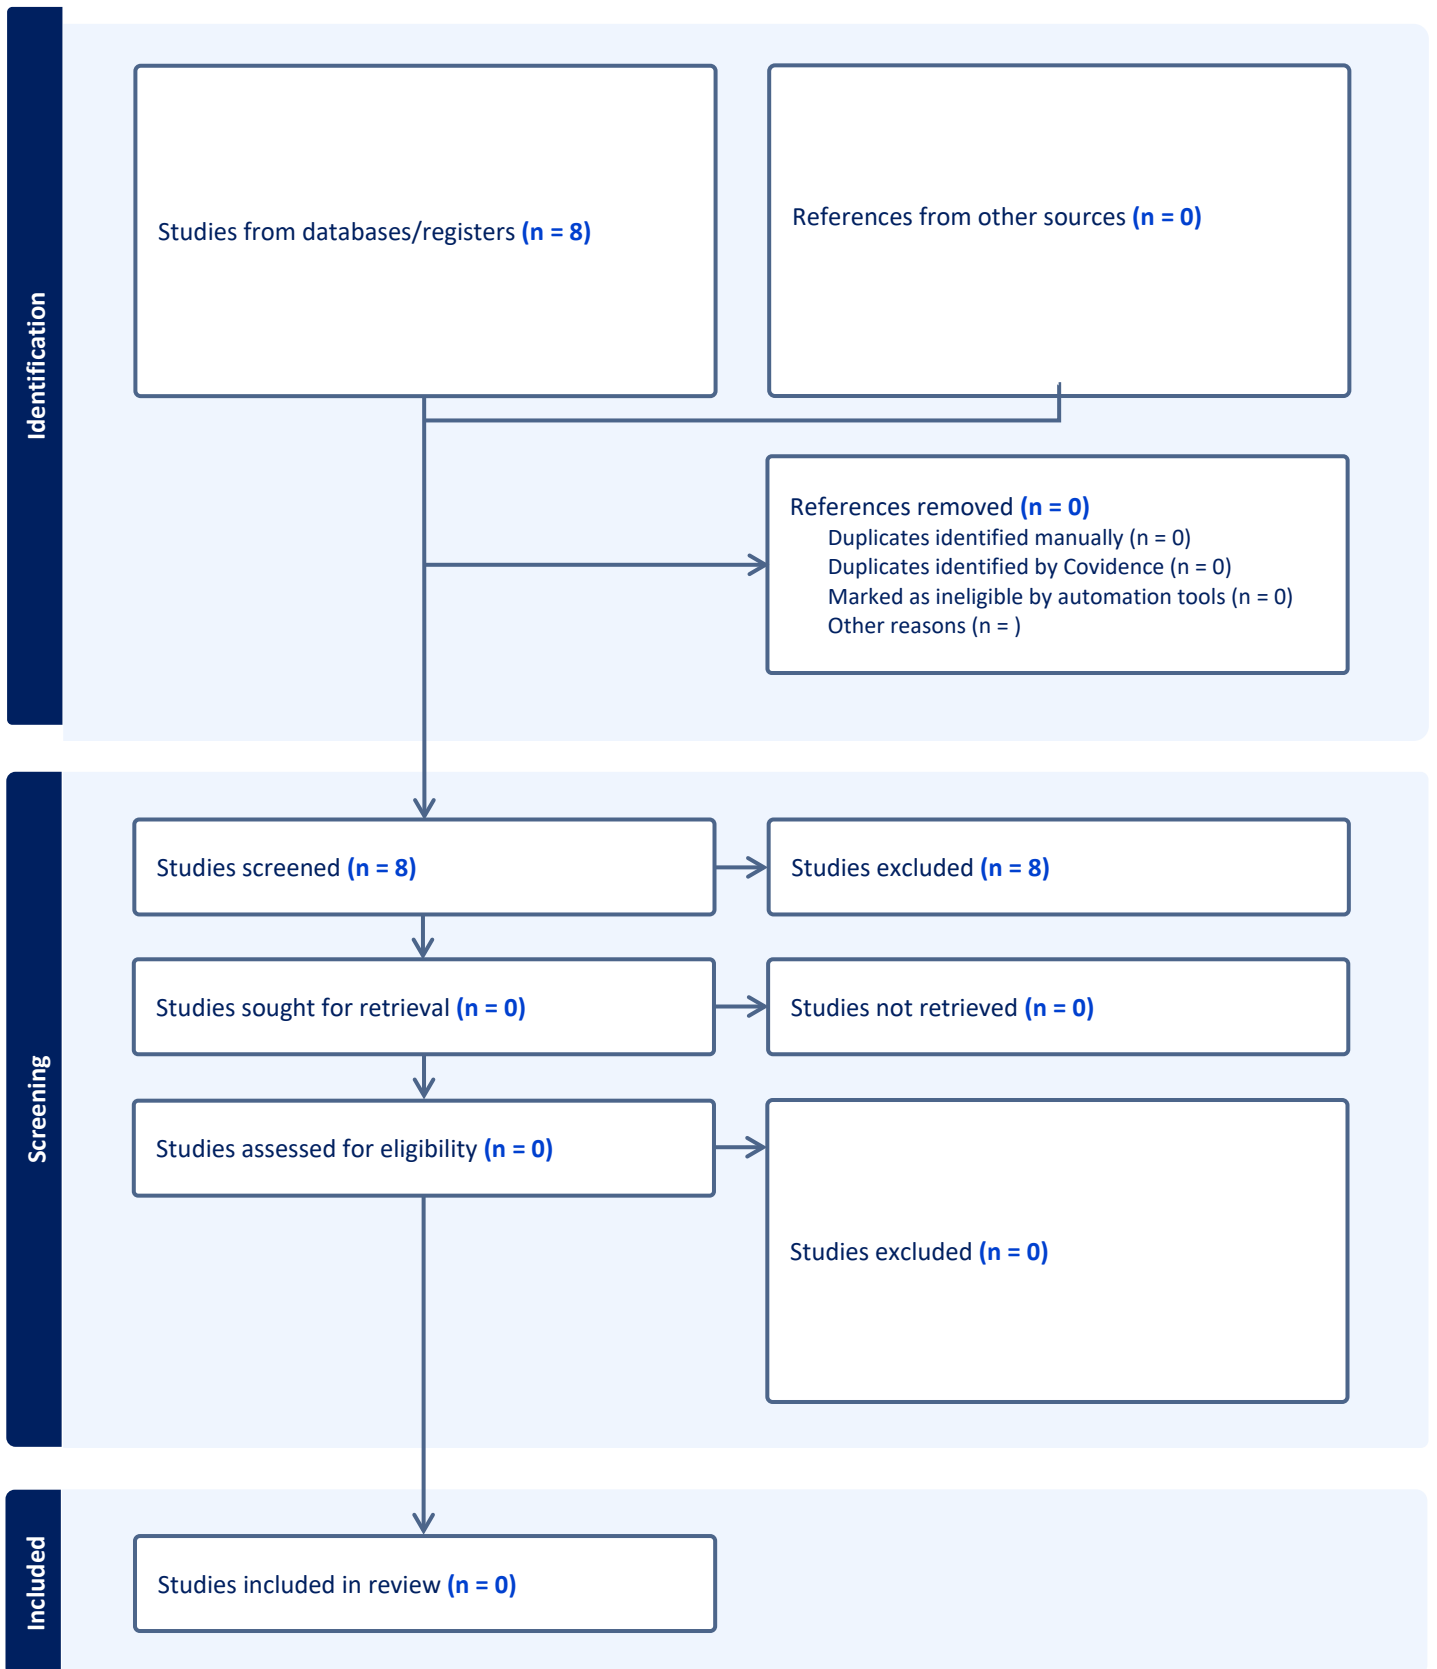 Identification
Studies from databases/registers (n = 8)
References from other sources (n = 0)
References removed (n = 0)
Duplicates identified manually (n = 0)
Duplicates identified by Covidence (n = 0)
Marked as ineligible by automation tools (n = 0)
Other reasons (n = )
Screening
Studies screened (n = 8)
Studies excluded (n = 8)
Studies sought for retrieval (n = 0)
Studies not retrieved (n = 0)
Studies assessed for eligibility (n = 0)
Studies excluded (n = 0)
Included
Studies included in review (n = 0)